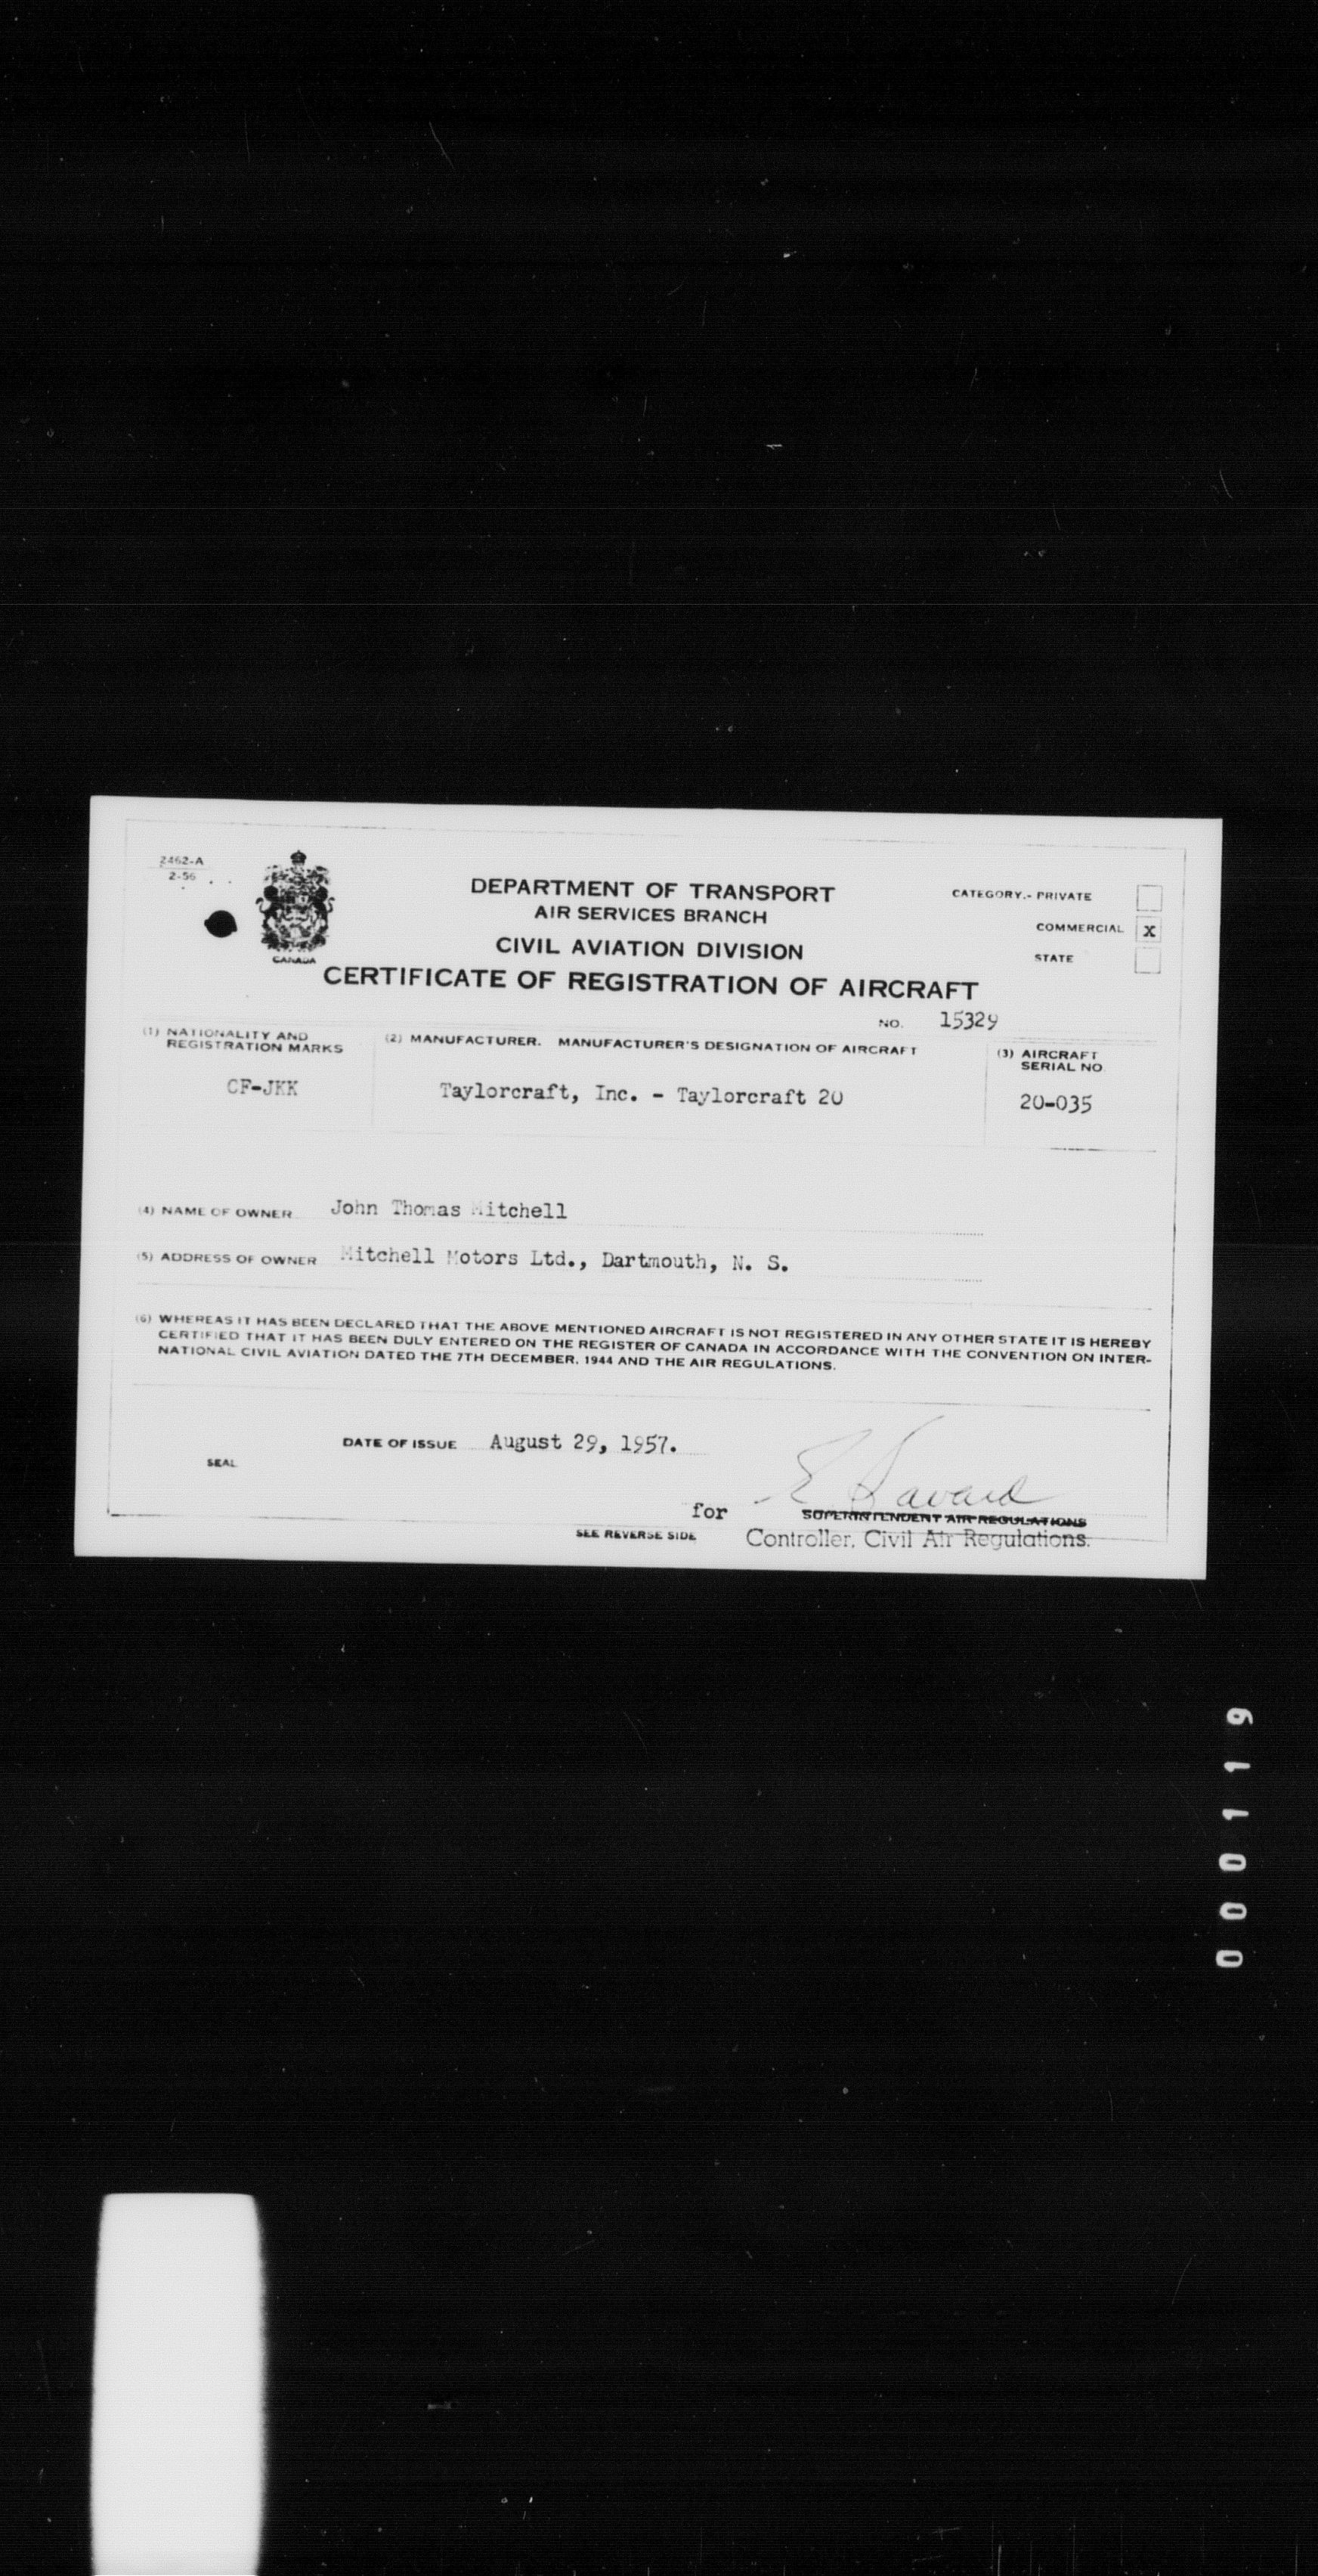 2462-A
2-56
CANADA
DEPARTMENT OF TRANSPORT
AIR SERVICES BRANCH
CIVIL AVIATION DIVISION
CERTIFICATE OF REGISTRATION OF AIRCRAFT
CATEGORY.- PRIVATE
COMMERCIAL X
STATE
NO. 15329
(1) NATIONALITY AND
REGISTRATION MARKS
CF-JKK
(2) MANUFACTURER. MANUFACTURER'S DESIGNATION OF AIRCRAFT
Taylorcraft, Inc. - Taylorcraft 20
(3) AIRCRAFT
SERIAL NO.
20-035
(4) NAME OF OWNER John Thomas Mitchell
(5) ADDRESS OF OWNER Mitchell Motors Ltd., Dartmouth, N. S.
(6) WHEREAS IT HAS BEEN DECLARED THAT THE ABOVE MENTIONED AIRCRAFT IS NOT REGISTERED IN ANY OTHER STATE IT IS HEREBY
CERTIFIED THAT IT HAS BEEN DULY ENTERED ON THE REGISTER OF CANADA IN ACCORDANCE WITH THE CONVENTION ON INTER-
NATIONAL CIVIL AVIATION DATED THE 7TH DECEMBER, 1944 AND THE AIR REGULATIONS.
DATE OF ISSUE August 29, 1957.
SEAL
E Savard
for SUPERINTENDENT AIR REGULATIONS
SEE REVERSE SIDE
Controller, Civil Air Regulations.
000119